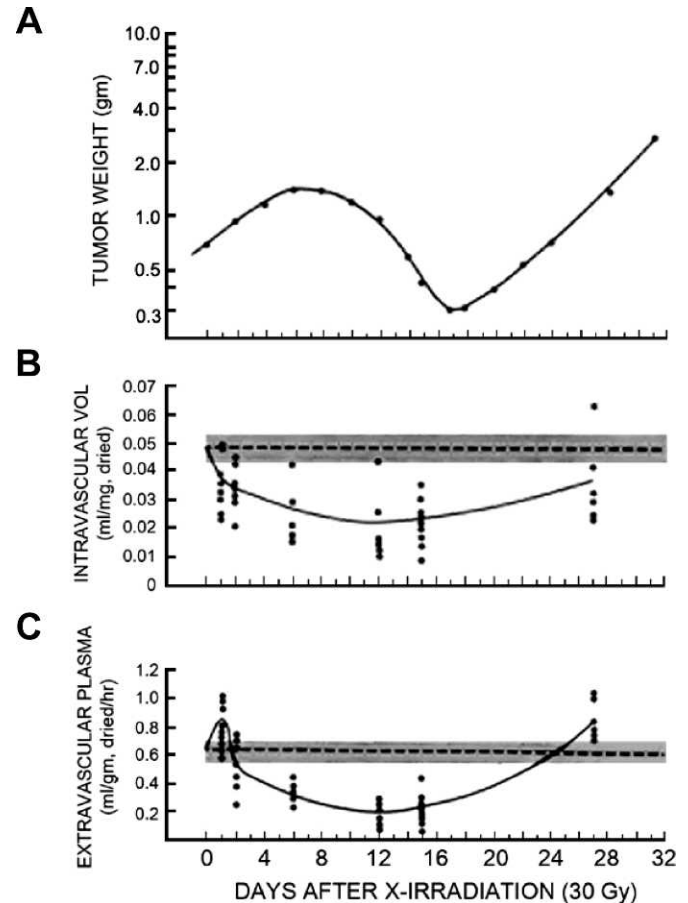 A
TUMOR WEIGHT (gm)
10.0
7.0
4.0
2.0
1.0
0.5
0.3
B
INTRAVASCULAR VOL
(ml/mg, dried)
0.07
0.06
0.05
0.04
0.03
0.02
0.01
0
C
EXTRAVASCULAR PLASMA
(ml/gm, dried/hr)
1.2
1.0
0.8
0.6
0.4
0.2
0 4 8 12 16 20 24 28 32
DAYS AFTER X-IRRADIATION (30 Gy)